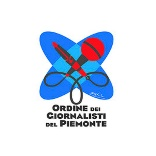 ORDINE DEI
GIORNALISTI
DEL PIEMONTE